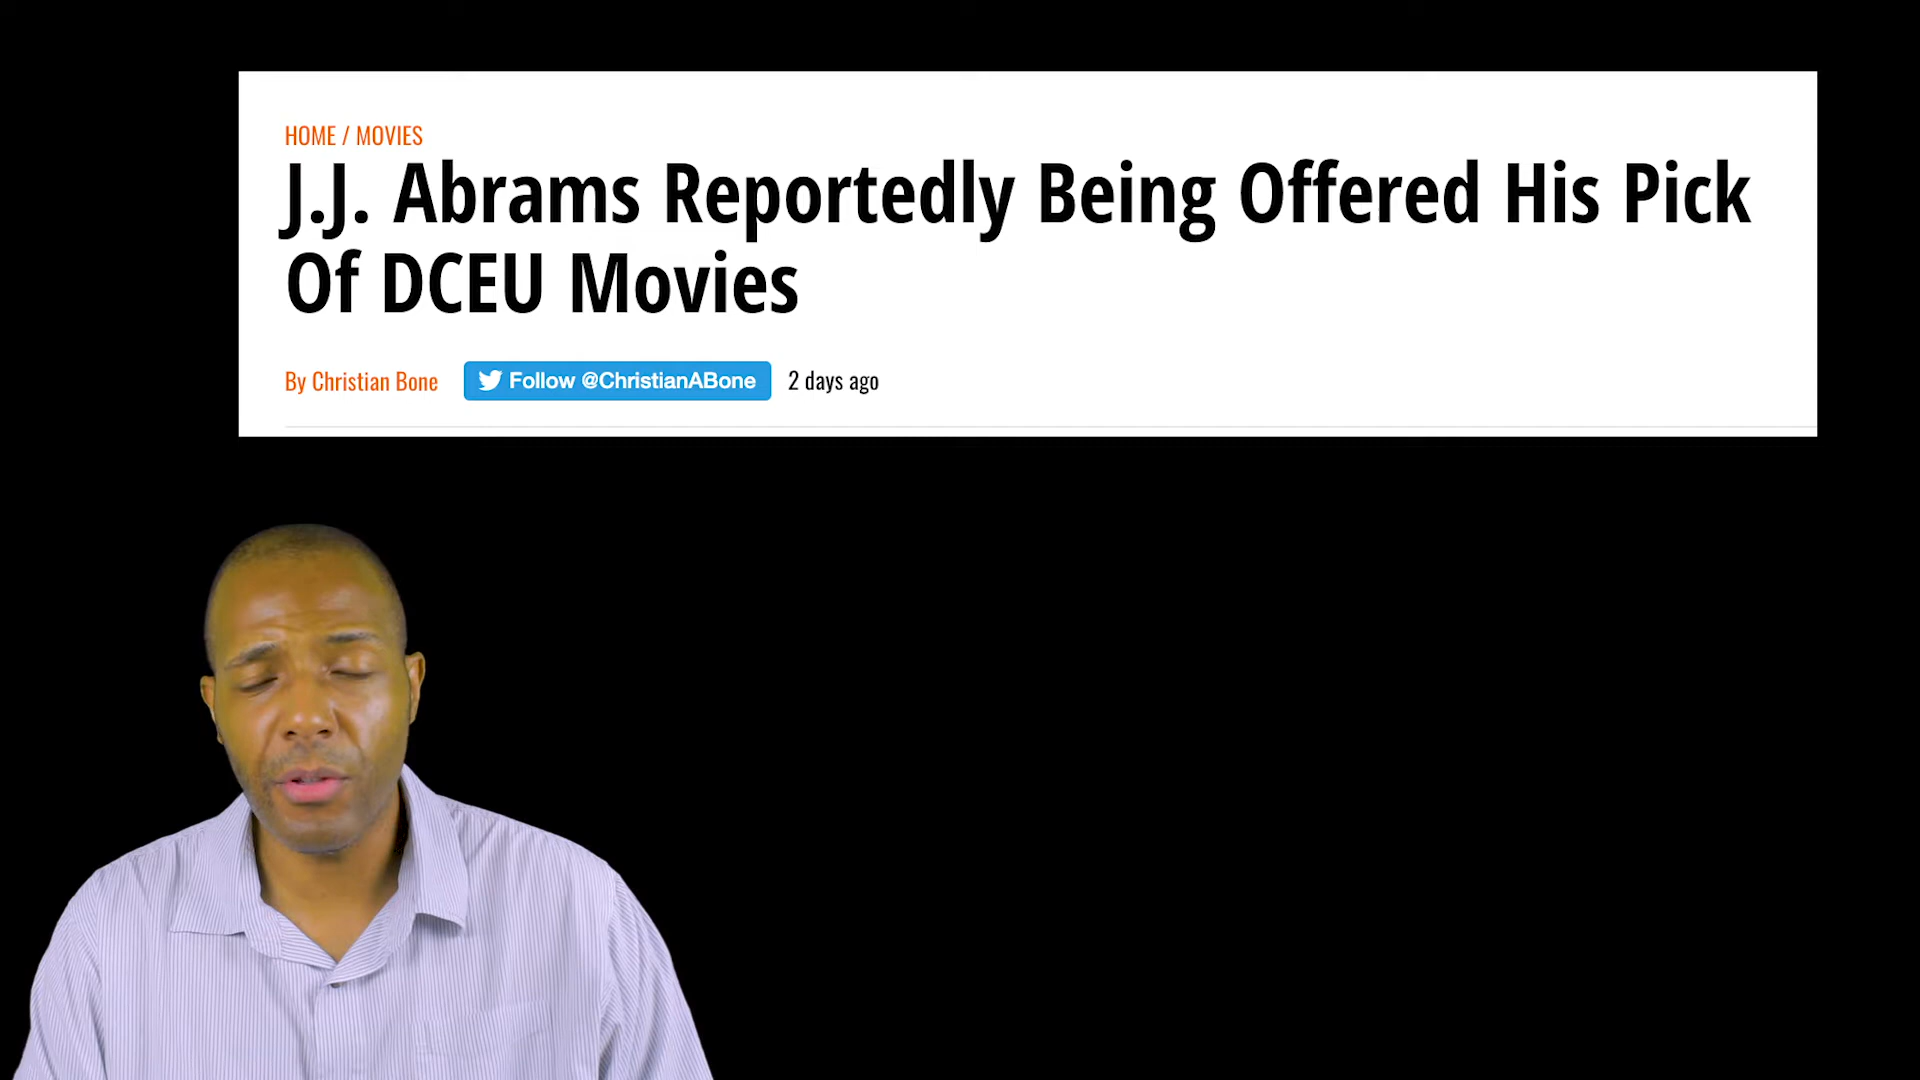 HOME / MOVIES
J.J. Abrams Reportedly Being Offered His Pick
Of DCEU Movies
By Christian Bone Follow @ChristianABone 2 days ago